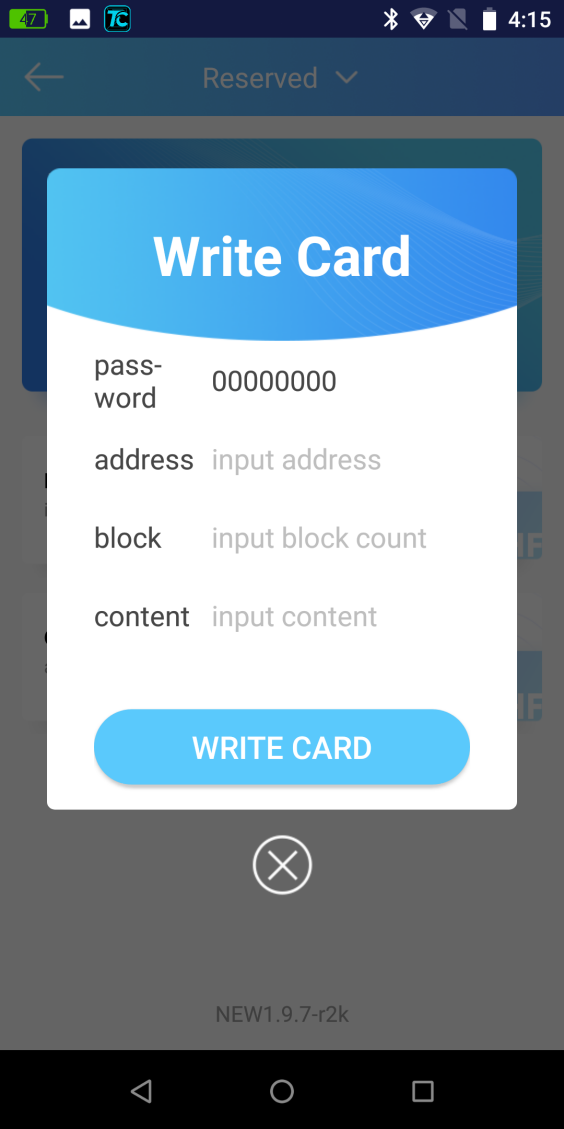 47
TC
4:15
Reserved
Write Card
pass-
word
00000000
address input address
block input block count
content input content
WRITE CARD
NEW1.9.7-r2k